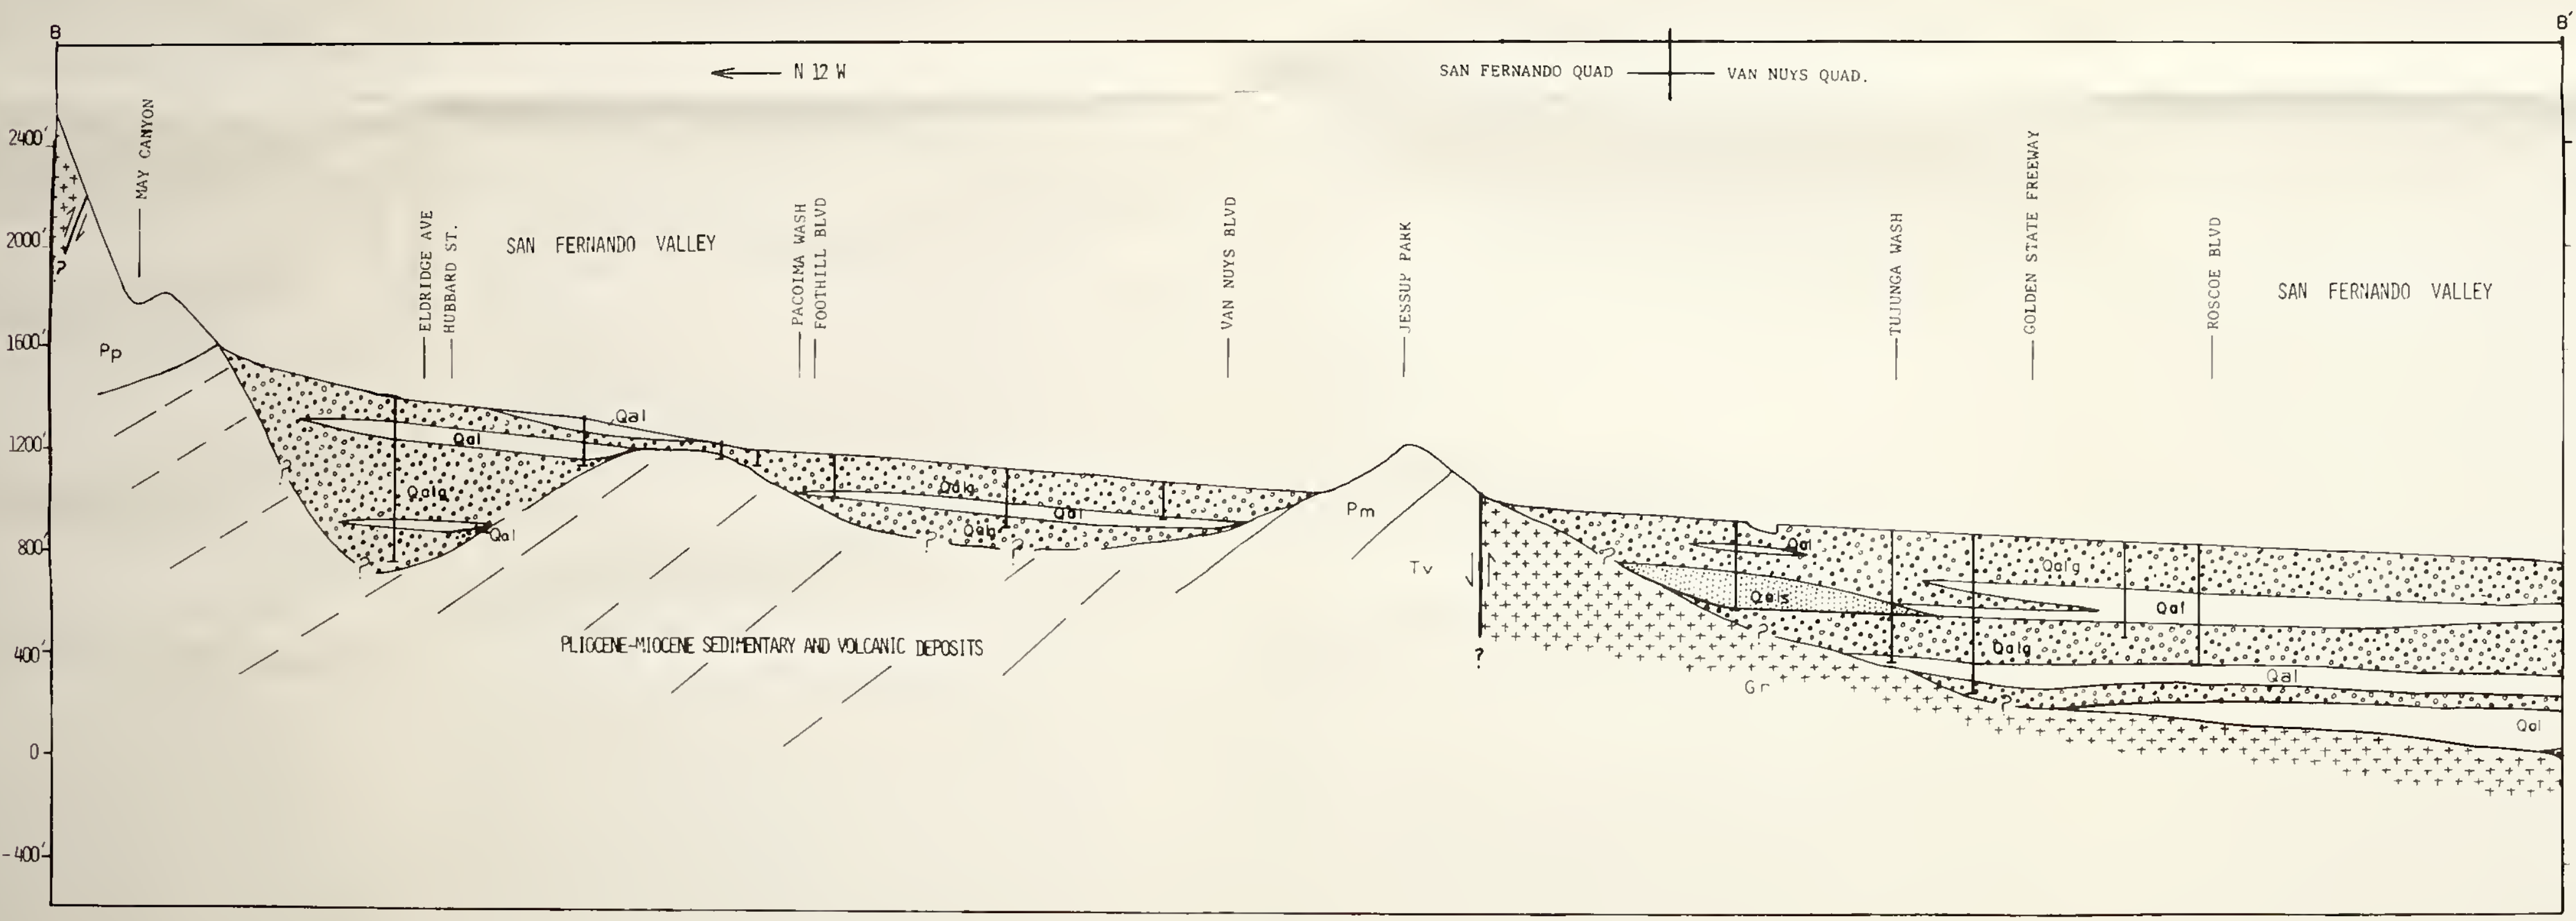 B
B'
N 12 W
SAN FERNANDO QUAD
VAN NUYS QUAD.
2400'
2000'
1600'
1200'
800'
400'
0
-400'
MAY CANYON
ELDRIDGE AVE
HUBBARD ST.
SAN FERNANDO VALLEY
PACOIMA WASH
FOOTHILL BLVD
VAN NUYS BLVD
JESSUP PARK
TUJUNGA WASH
GOLDEN STATE FREEWAY
ROSCOE BLVD
SAN FERNANDO VALLEY
?
Pp
Qal
Qal
?
Qalg
Qal
?
Qalg
Qal
Qalg
?
?
Pm
Tv
?
?
Qal
Qals
?
Qalg
Qal
Qalg
Gr
?
Qal
Qal
PLIOCENE-MIOCENE SEDIMENTARY AND VOLCANIC DEPOSITS